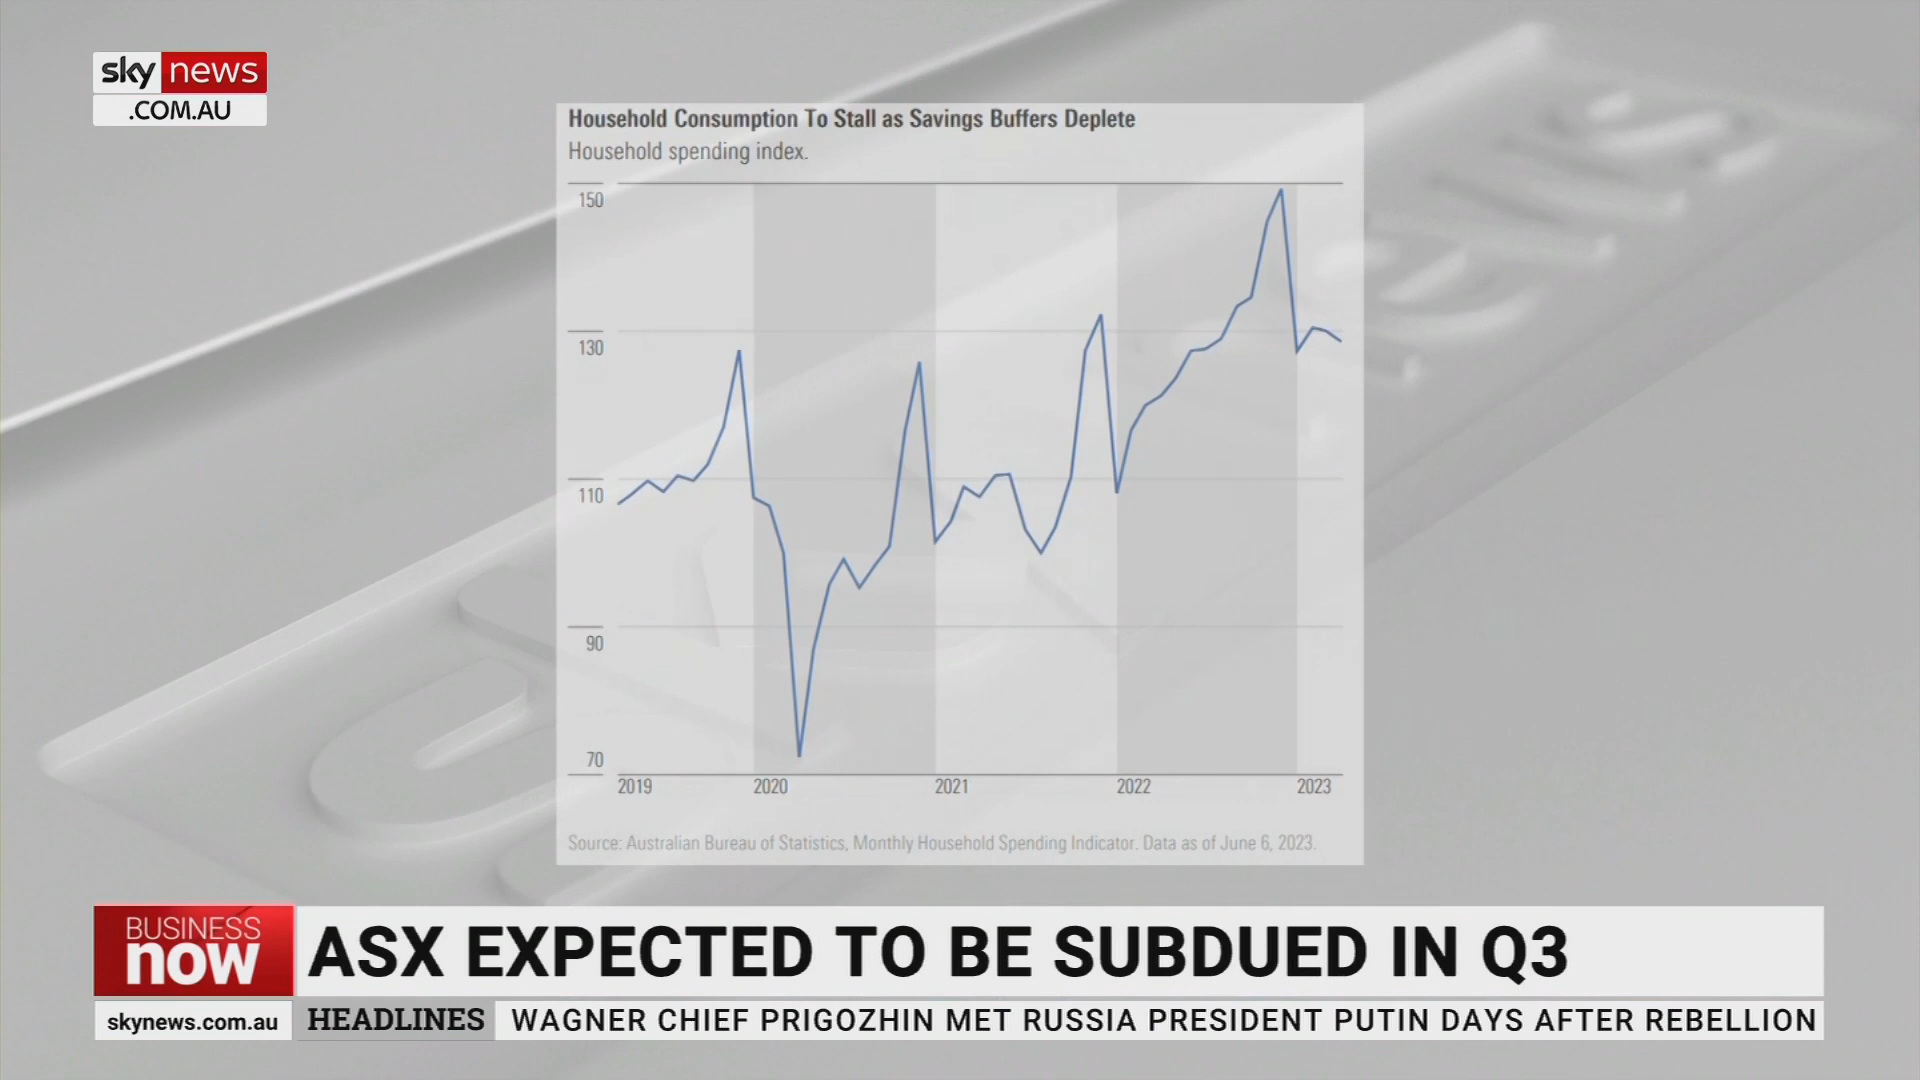 sky news
.COM.AU
Household Consumption To Stall as Savings Buffers Deplete
Household spending index.
150
130
110
90
70
2019 2020 2021 2022 2023
Source: Australian Bureau of Statistics, Monthly Household Spending Indicator. Data as of June 6, 2023.
BUSINESS
now
ASX EXPECTED TO BE SUBDUED IN Q3
skynews.com.au HEADLINES WAGNER CHIEF PRIGOZHIN MET RUSSIA PRESIDENT PUTIN DAYS AFTER REBELLION